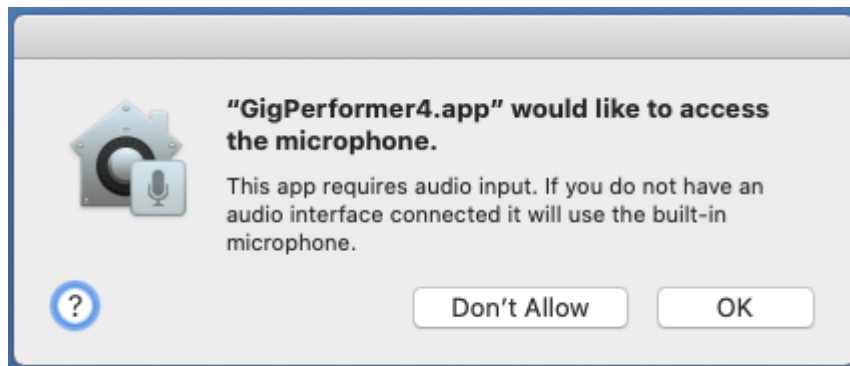 “GigPerformer4.app” would like to access
the microphone.
This app requires audio input. If you do not have an
audio interface connected it will use the built-in
microphone.
?
Don’t Allow
OK